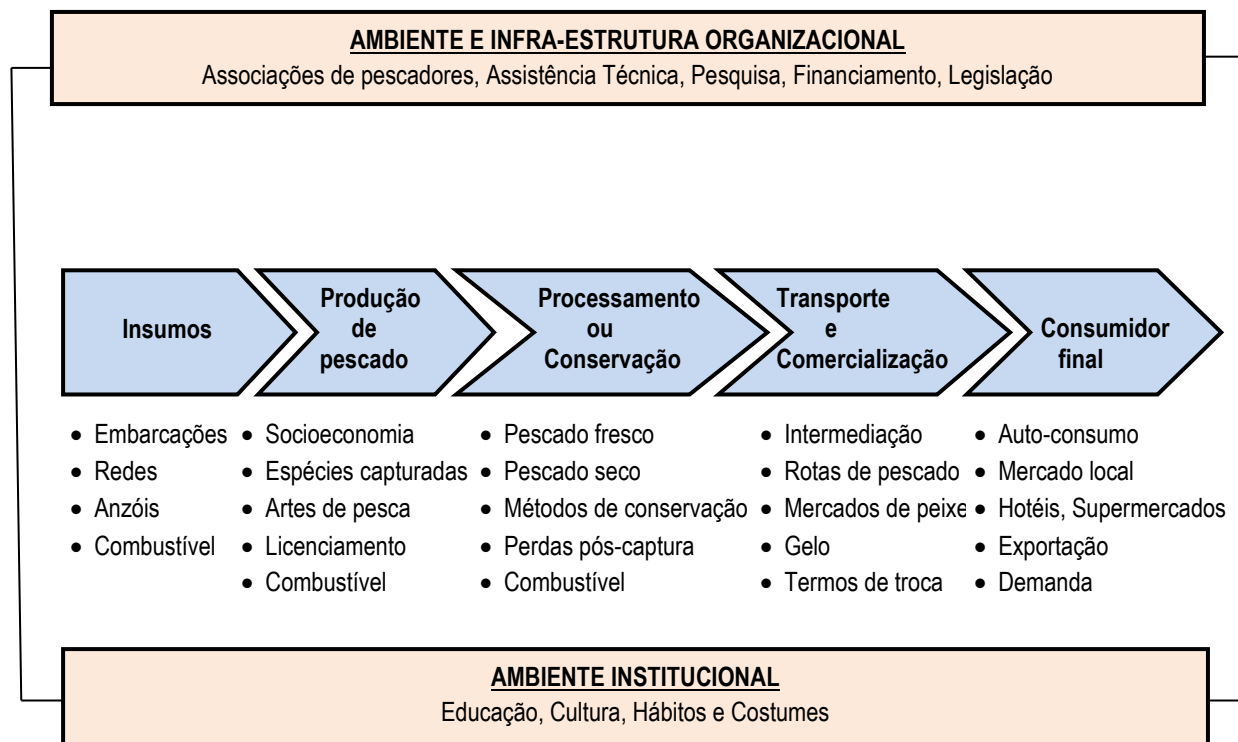 AMBIENTE E INFRA-ESTRUTURA ORGANIZACIONAL
Associações de pescadores, Assistência Técnica, Pesquisa, Financiamento, Legislação
Insumos
Produção
de
pescado
Processamento
ou
Conservação
Transporte
e
Comercialização
Consumidor
final
• Embarcações
• Redes
• Anzóis
• Combustível
• Socioeconomia
• Espécies capturadas
• Artes de pesca
• Licenciamento
• Combustível
• Pescado fresco
• Pescado seco
• Métodos de conservação
• Perdas pós-captura
• Combustível
• Intermediação
• Rotas de pescado
• Mercados de peixe
• Gelo
• Termos de troca
• Auto-consumo
• Mercado local
• Hotéis, Supermercados
• Exportação
• Demanda
AMBIENTE INSTITUCIONAL
Educação, Cultura, Hábitos e Costumes